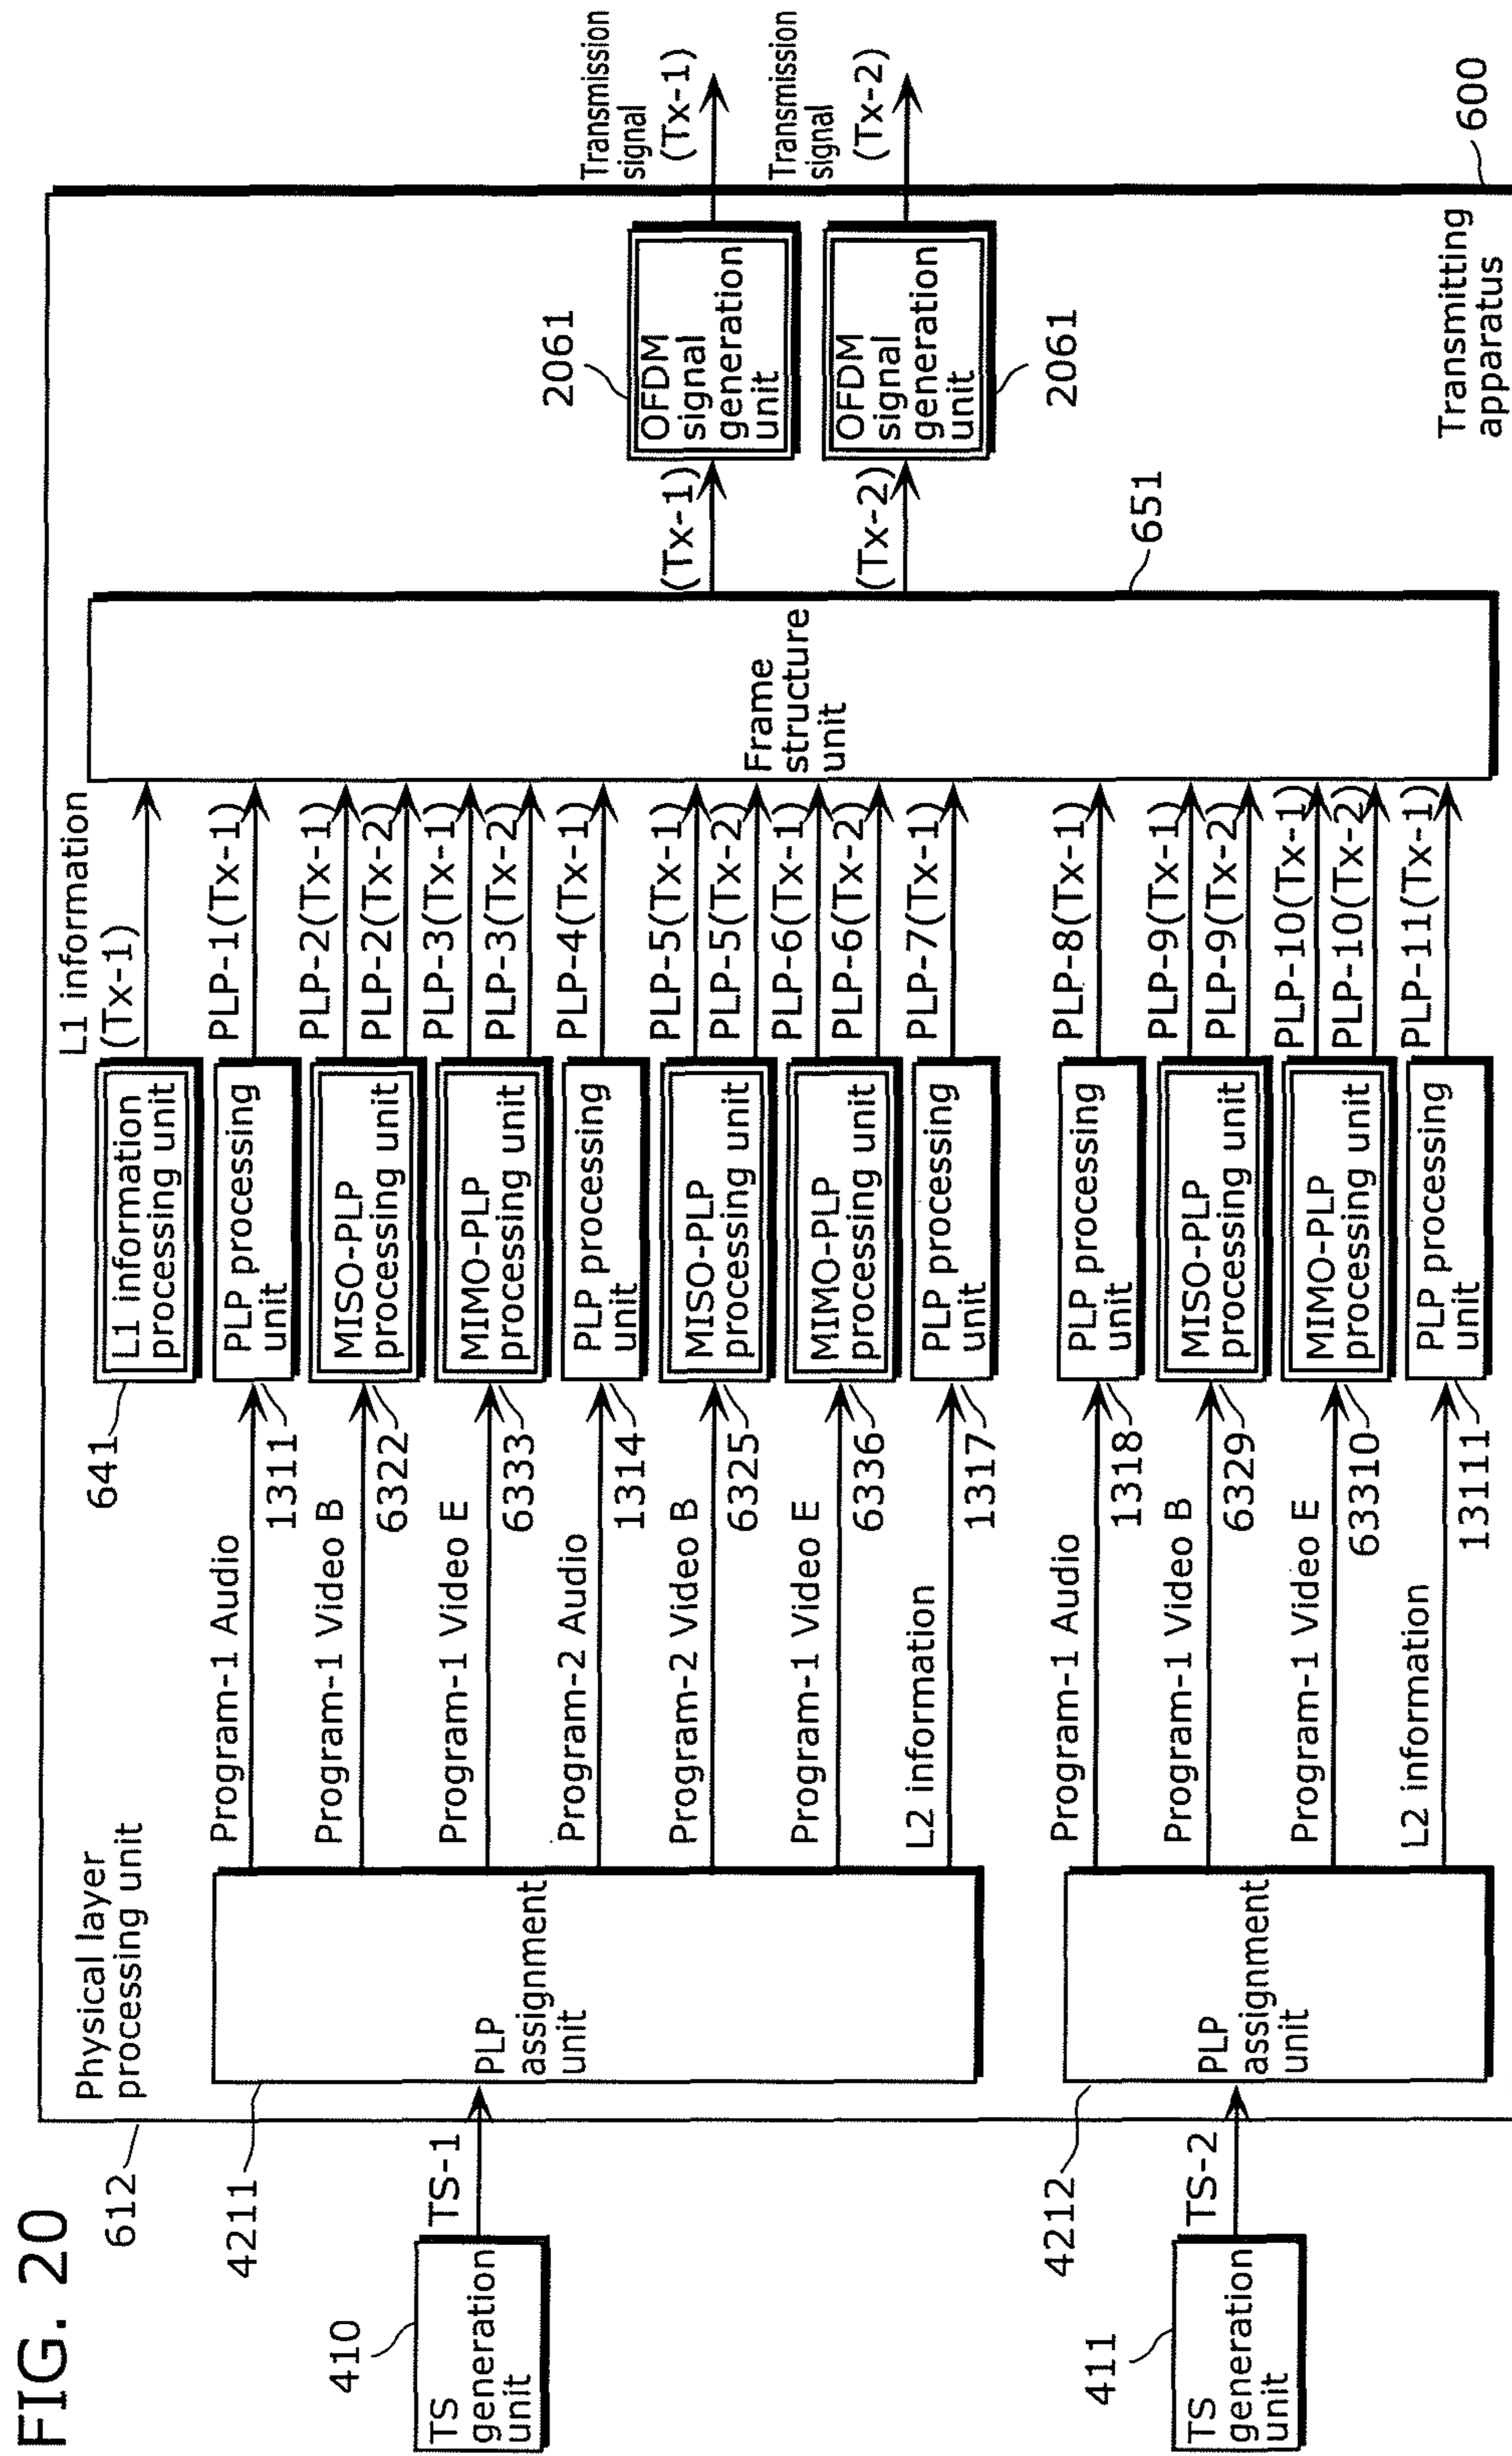 FIG. 20
612
Physical layer
processing unit
410
TS
generation
unit
TS-1
4211
PLP
assignment
unit
411
TS
generation
unit
TS-2
4212
PLP
assignment
unit
Program-1 Audio
Program-1 Video B
Program-1 Video E
Program-2 Audio
Program-2 Video B
Program-1 Video E
L2 information
Program-1 Audio
Program-1 Video B
Program-1 Video E
L2 information
641
1311
6322
6333
1314
6325
6336
1317
1318
6329
63310
13111
L1 information
processing unit
PLP processing
unit
MISO-PLP
processing unit
MIMO-PLP
processing unit
PLP processing
unit
MISO-PLP
processing unit
MIMO-PLP
processing unit
PLP processing
unit
PLP processing
unit
MISO-PLP
processing unit
MIMO-PLP
processing unit
PLP processing
unit
L1 information
(Tx-1)
PLP-1(Tx-1)
PLP-2(Tx-1)
PLP-2(Tx-2)
PLP-3(Tx-1)
PLP-3(Tx-2)
PLP-4(Tx-1)
PLP-5(Tx-1)
PLP-5(Tx-2)
PLP-6(Tx-1)
PLP-6(Tx-2)
PLP-7(Tx-1)
PLP-8(Tx-1)
PLP-9(Tx-1)
PLP-9(Tx-2)
PLP-10(Tx-1)
PLP-10(Tx-2)
PLP-11(Tx-1)
Frame
structure
unit
651
(Tx-1)
(Tx-2)
2061
OFDM
signal
generation
unit
OFDM
signal
generation
unit
2061
Transmission
signal
(Tx-1)
Transmission
signal
(Tx-2)
Transmitting
apparatus
600